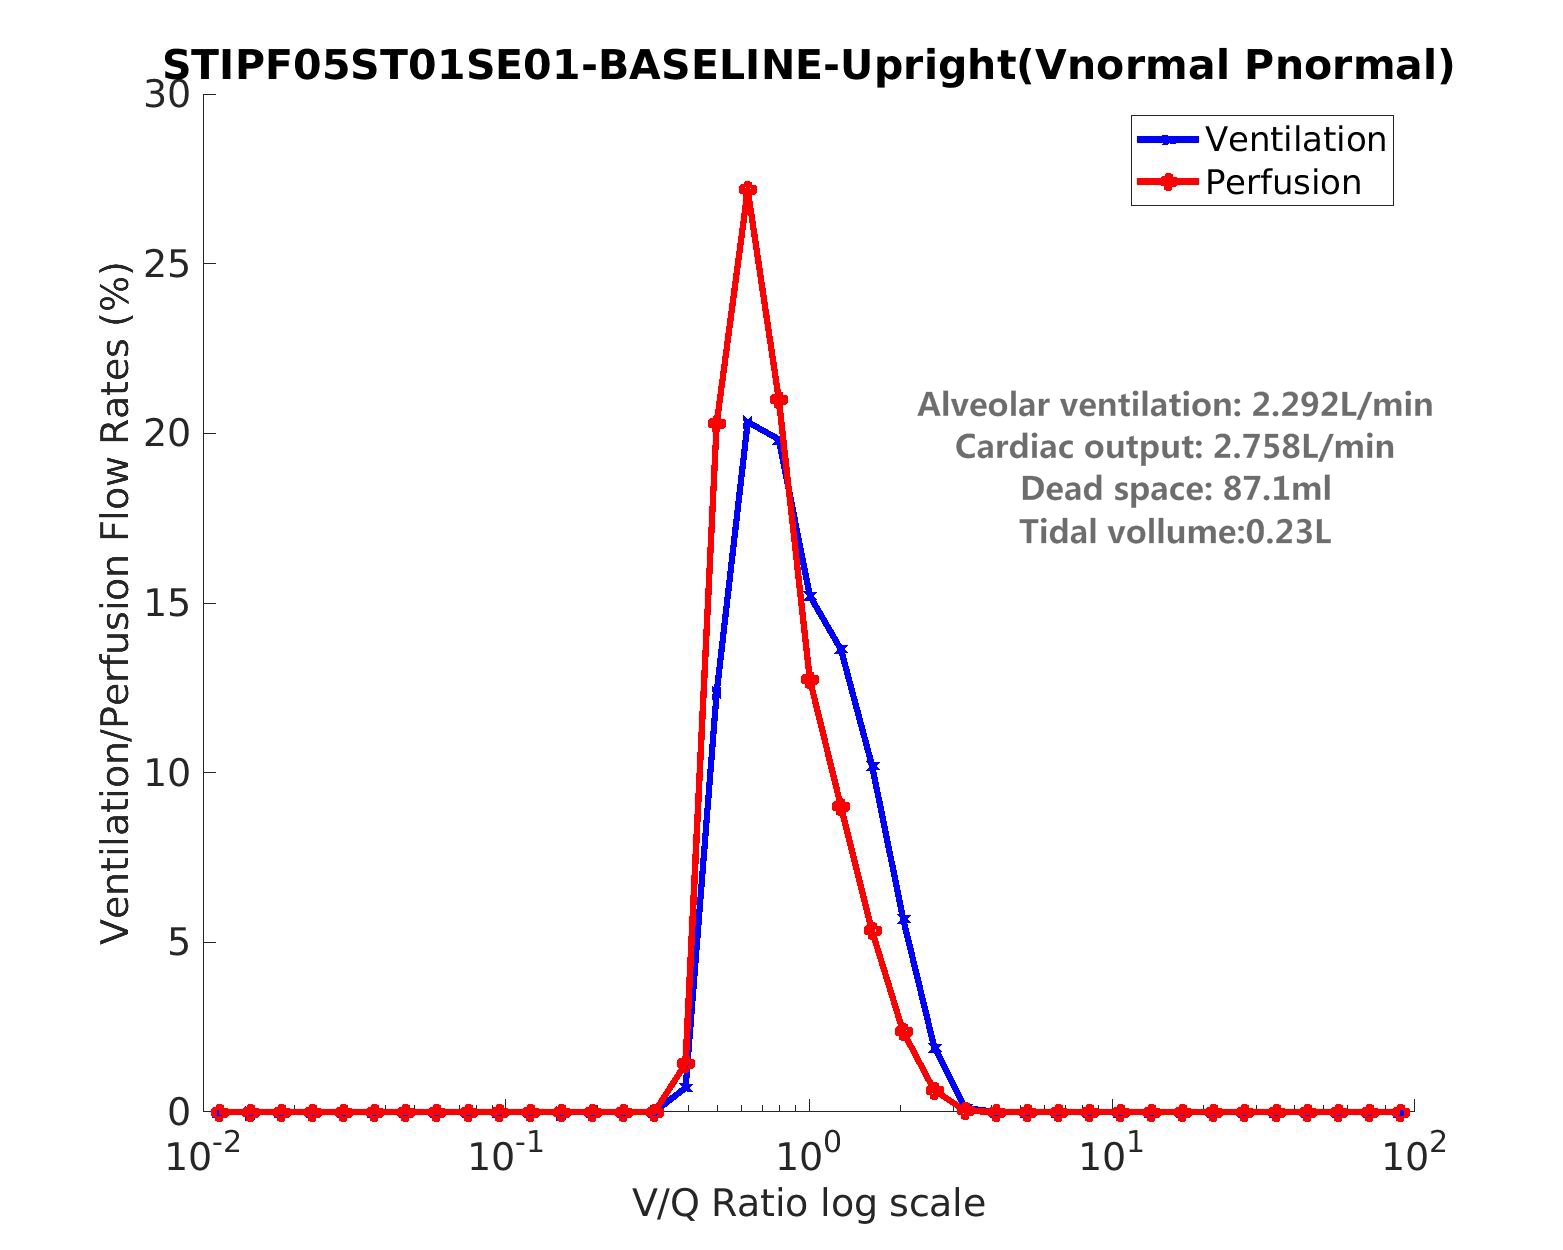 STIPF05ST01SE01-BASELINE-Upright(Vnormal Pnormal)
30
25
20
15
10
5
0
Ventilation/Perfusion Flow Rates (%)
Ventilation
Perfusion
Alveolar ventilation: 2.292L/min
Cardiac output: 2.758L/min
Dead space: 87.1ml
Tidal vollume:0.23L
10^-2 10^-1 10^0 10^1 10^2
V/Q Ratio log scale